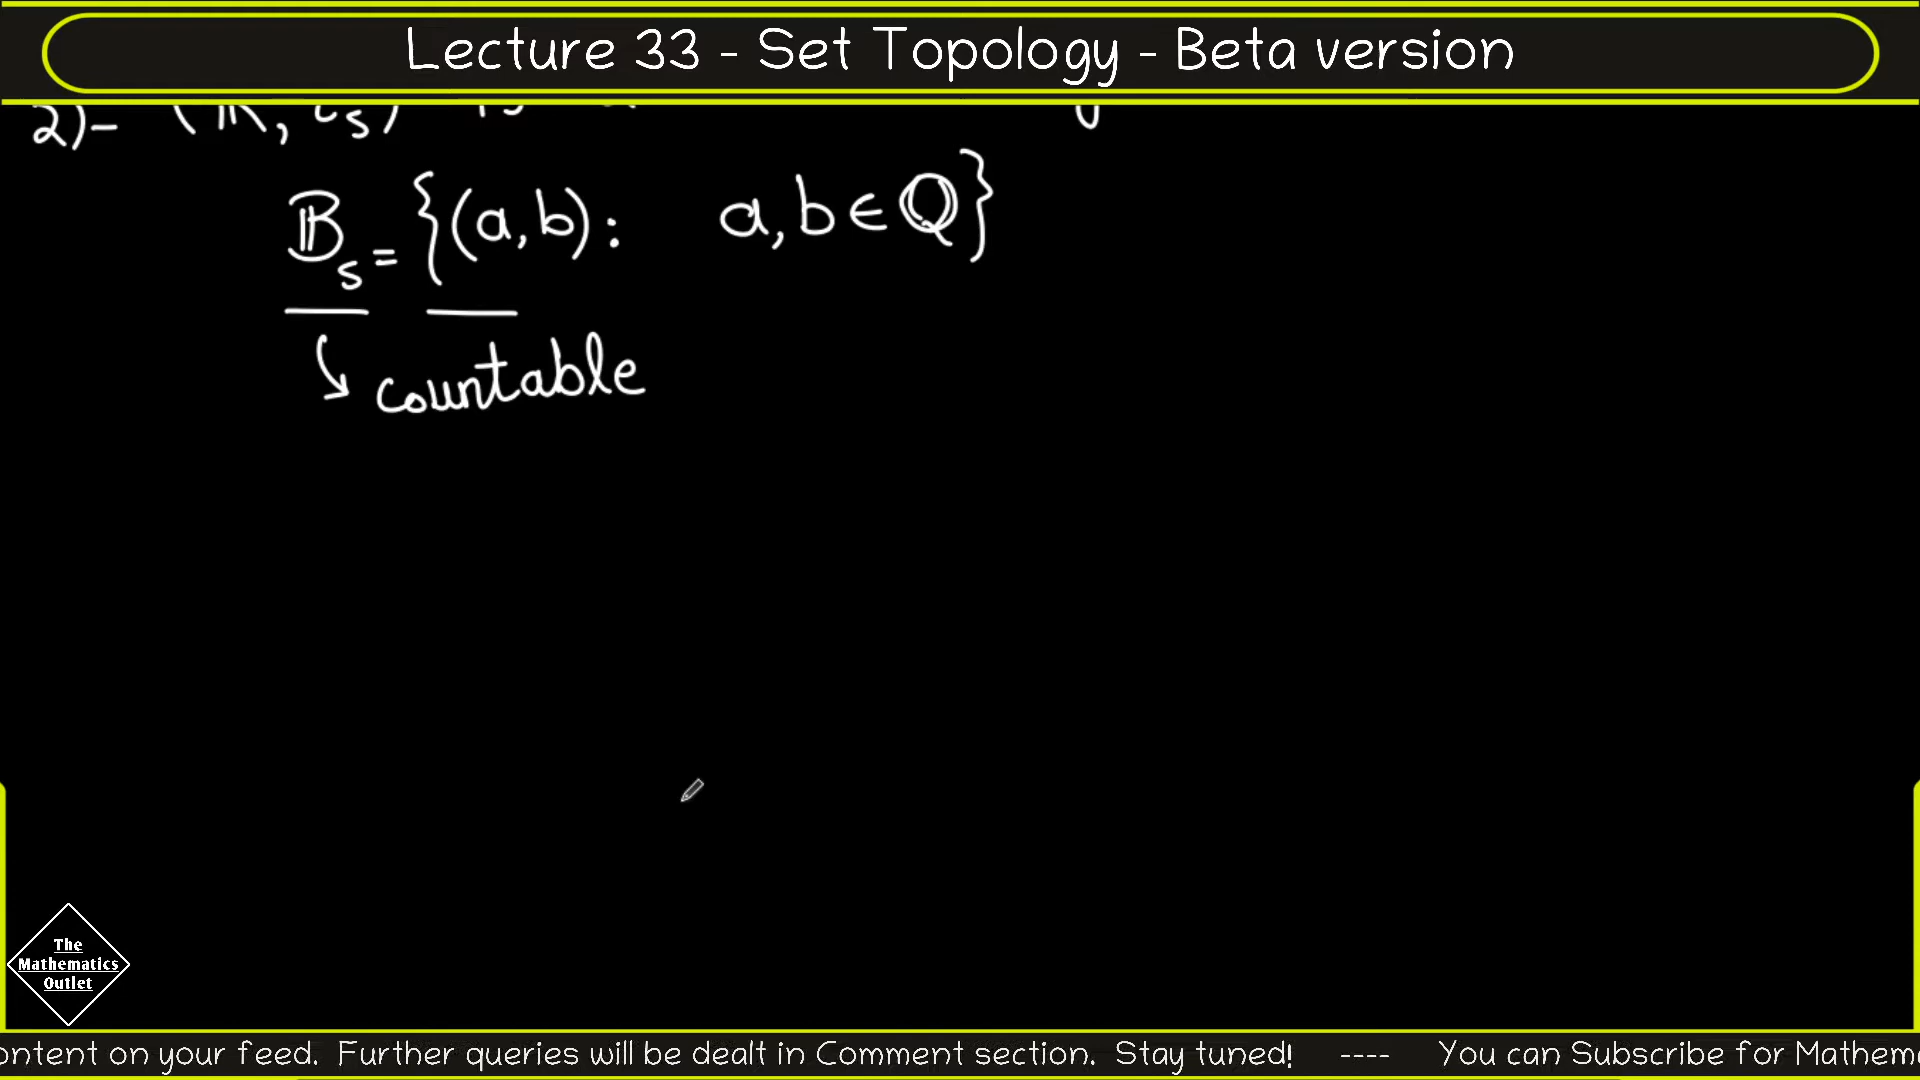 Lecture 33 - Set Topology - Beta version
2)-
𝔹s = {(a,b): a,b ∈ ℚ}
countable
The
Mathematics
Outlet
ontent on your feed. Further queries will be dealt in Comment section. Stay tuned! ---- You can Subscribe for Mathem